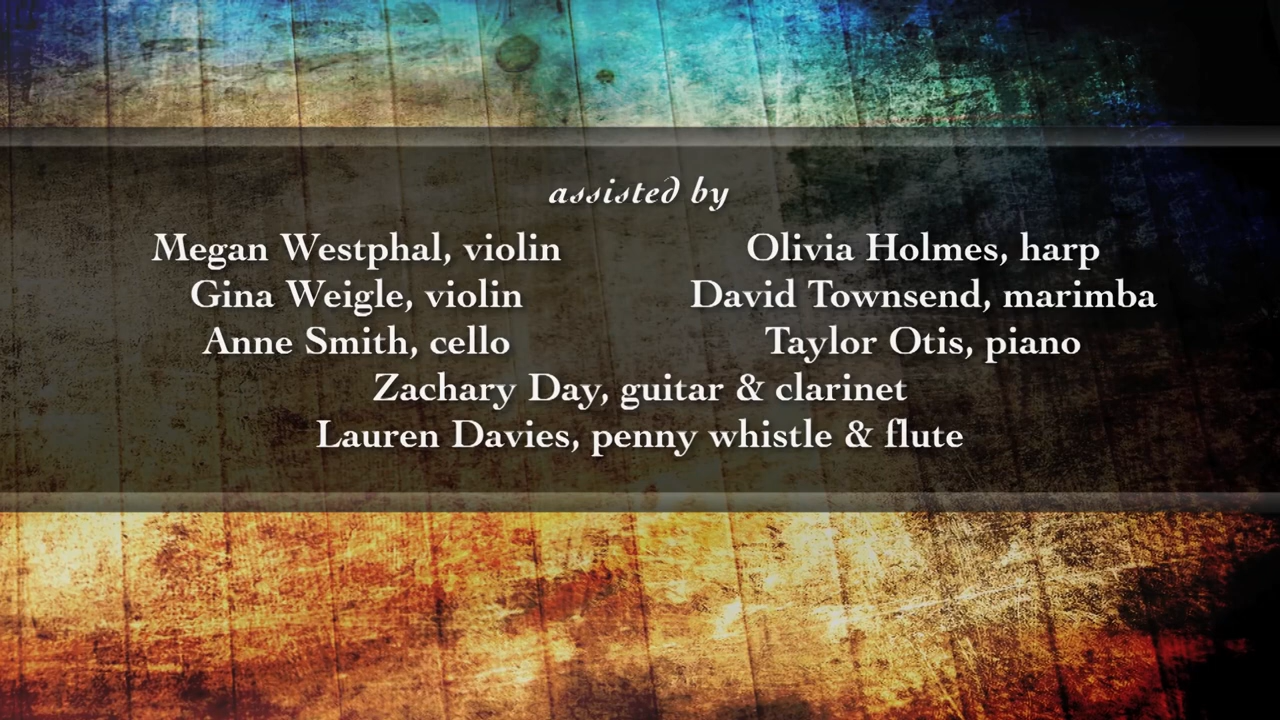 assisted by
Megan Westphal, violin
Gina Weigle, violin
Anne Smith, cello
Olivia Holmes, harp
David Townsend, marimba
Taylor Otis, piano
Zachary Day, guitar & clarinet
Lauren Davies, penny whistle & flute